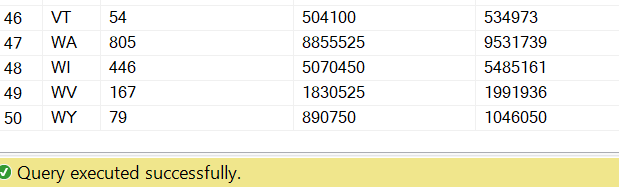 46 VT 54 504100 534973
47 WA 805 8855525 9531739
48 WI 446 5070450 5485161
49 WV 167 1830525 1991936
50 WY 79 890750 1046050
Query executed successfully.